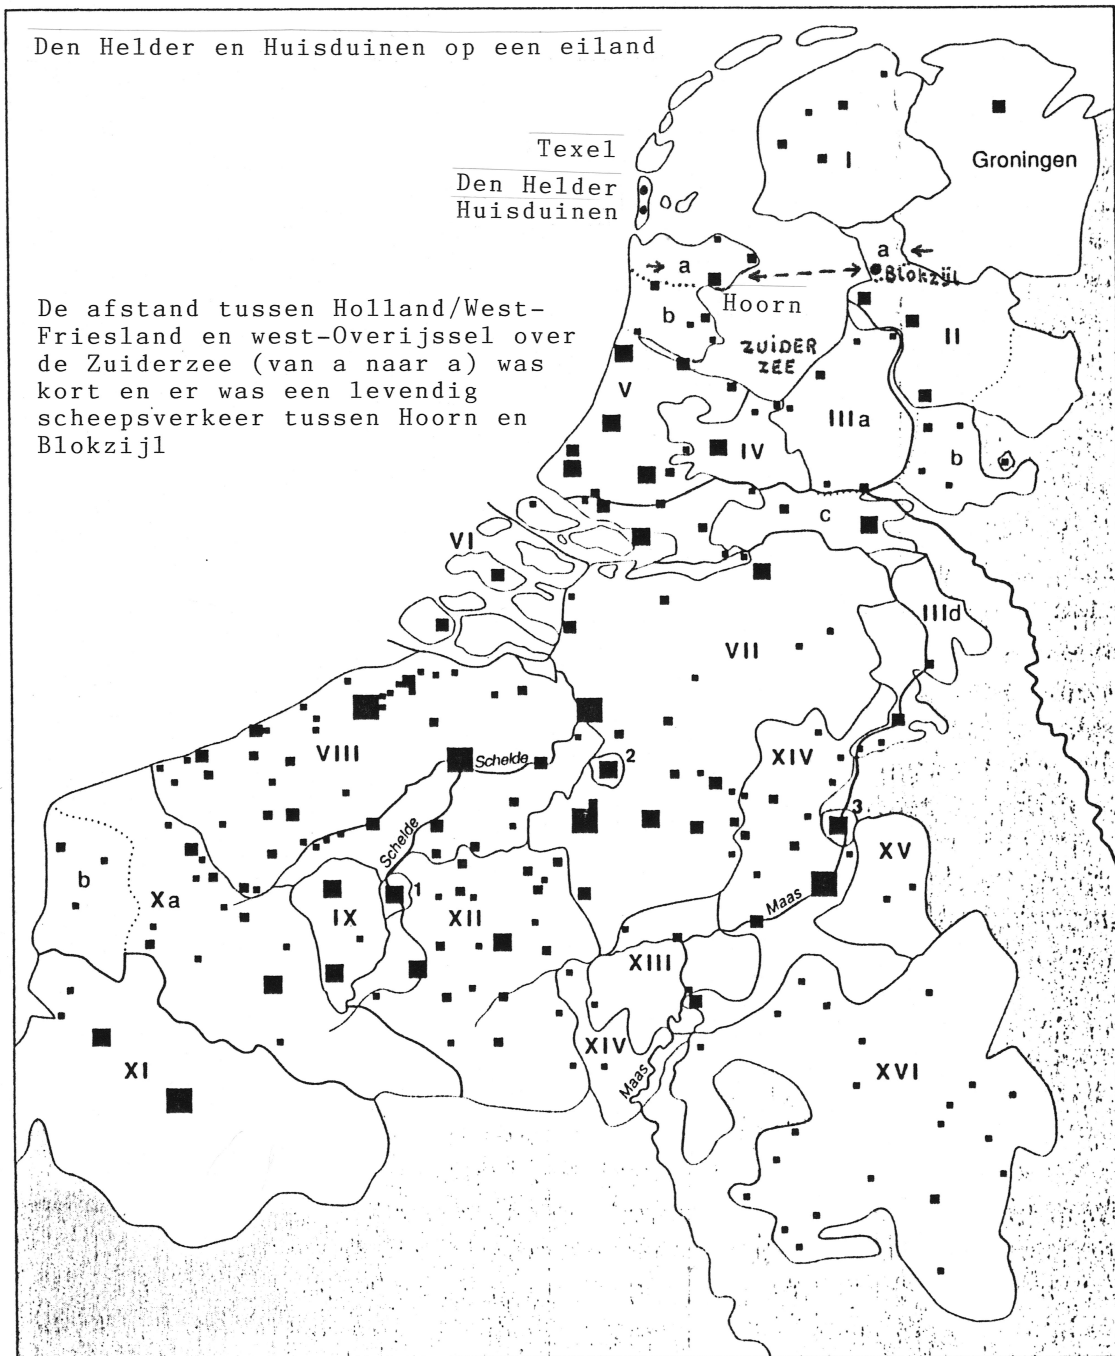 Den Helder en Huisduinen op een eiland
Texel
Den Helder
Huisduinen
I
Groningen
a
a
Blokzijl
De afstand tussen Holland/West-
Friesland en west-Overijssel over
de Zuiderzee (van a naar a) was
kort en er was een levendig
scheepsverkeer tussen Hoorn en
Blokzijl
Hoorn
b
ZUIDER
ZEE
II
V
IIIa
IV
b
c
VI
IIId
VII
VIII
Schelde
2
XIV
3
Schelde
XV
b
Xa
IX
1
XII
Maas
XIII
XIV
Maas
XI
XVI